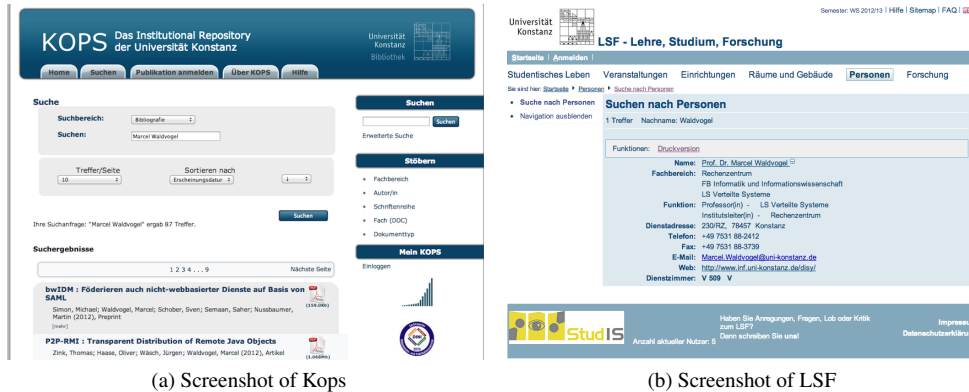 KOPS Das Institutional Repository
der Universität Konstanz
Universität
Konstanz
Bibliothek
Home Suchen Publikation anmelden Über KOPS Hilfe
Suche
Suchbereich: Bibliografie
Suchen: Marcel Waldvogel
Treffer/Seite Sortieren nach
10 Erscheinungsdatur
Suchen
Ihre Suchanfrage: "Marcel Waldvogel" ergab 87 Treffer.
Suchergebnisse
1 2 3 4 . . . 9 Nächste Seite
bwIDM : Föderieren auch nicht-webbasierter Dienste auf Basis von
SAML
(159.0Kb)
Simon, Michael; Waldvogel, Marcel; Schober, Sven; Semaan, Saher; Nussbaumer,
Martin (2012), Preprint
[mehr]
P2P-RMI : Transparent Distribution of Remote Java Objects
Zink, Thomas; Haase, Oliver; Wäsch, Jürgen; Waldvogel, Marcel (2012), Artikel
Suchen
Suchen
Erweiterte Suche
Stöbern
Fachbereich
Autor/in
Schriftenreihe
Fach (DDC)
Dokumenttyp
Mein KOPS
Einloggen
(a) Screenshot of Kops
Semester: WS 2012/13 | Hilfe | Sitemap | FAQ |
Universität
Konstanz
LSF - Lehre, Studium, Forschung
Startseite | Anmelden |
Studentisches Leben Veranstaltungen Einrichtungen Räume und Gebäude Personen Forschung
Sie sind hier: Startseite Personen Suche nach Personen
Suche nach Personen
Navigation ausblenden
Suchen nach Personen
1 Treffer Nachname: Waldvogel
Funktionen: Druckversion
Name: Prof. Dr. Marcel Waldvogel
Fachbereich: Rechenzentrum
FB Informatik und Informationswissenschaft
LS Verteilte Systeme
Funktion: Professor(in) - LS Verteilte Systeme
Institutsleiter(in) - Rechenzentrum
Dienstadresse: 230/RZ, 78457 Konstanz
Telefon: +49 7531 88-2412
Fax: +49 7531 88-3739
E-Mail: Marcel.Waldvogel@uni-konstanz.de
Web: http://www.inf.uni-konstanz.de/disy/
Dienstzimmer: V 509 V
StudIS
Anzahl aktueller Nutzer: 5
Haben Sie Anregungen, Fragen, Lob oder Kritik
zum LSF?
Dann schreiben Sie uns!
Impressu
Datenschutzerkläru
(b) Screenshot of LSF